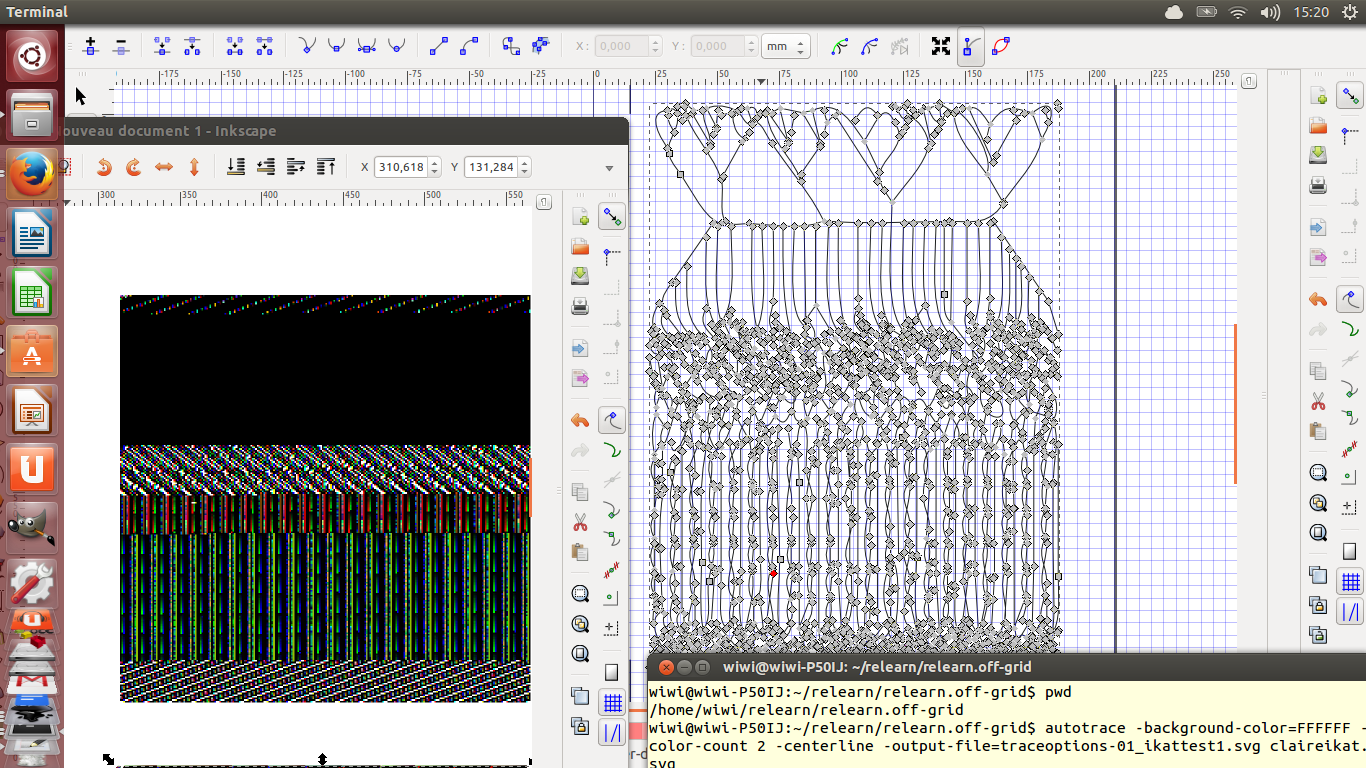 Terminal
15:20
X : 0,000 Y : 0,000 mm
-175 -150 -125 -100 -75 -50 -25 0 25 50 75 100 125 150 175 200 225 250
ouveau document 1 - Inkscape
X 310,618 Y 131,284
300 350 400 450 500 550
wiwi@wiwi-P50IJ: ~/relearn/relearn.off-grid
wiwi@wiwi-P50IJ:~/relearn/relearn.off-grid$ pwd
/home/wiwi/relearn/relearn.off-grid
wiwi@wiwi-P50IJ:~/relearn/relearn.off-grid$ autotrace -background-color=FFFFFF -
color-count 2 -centerline -output-file=traceoptions-01_ikattest1.svg claireikat.
svg